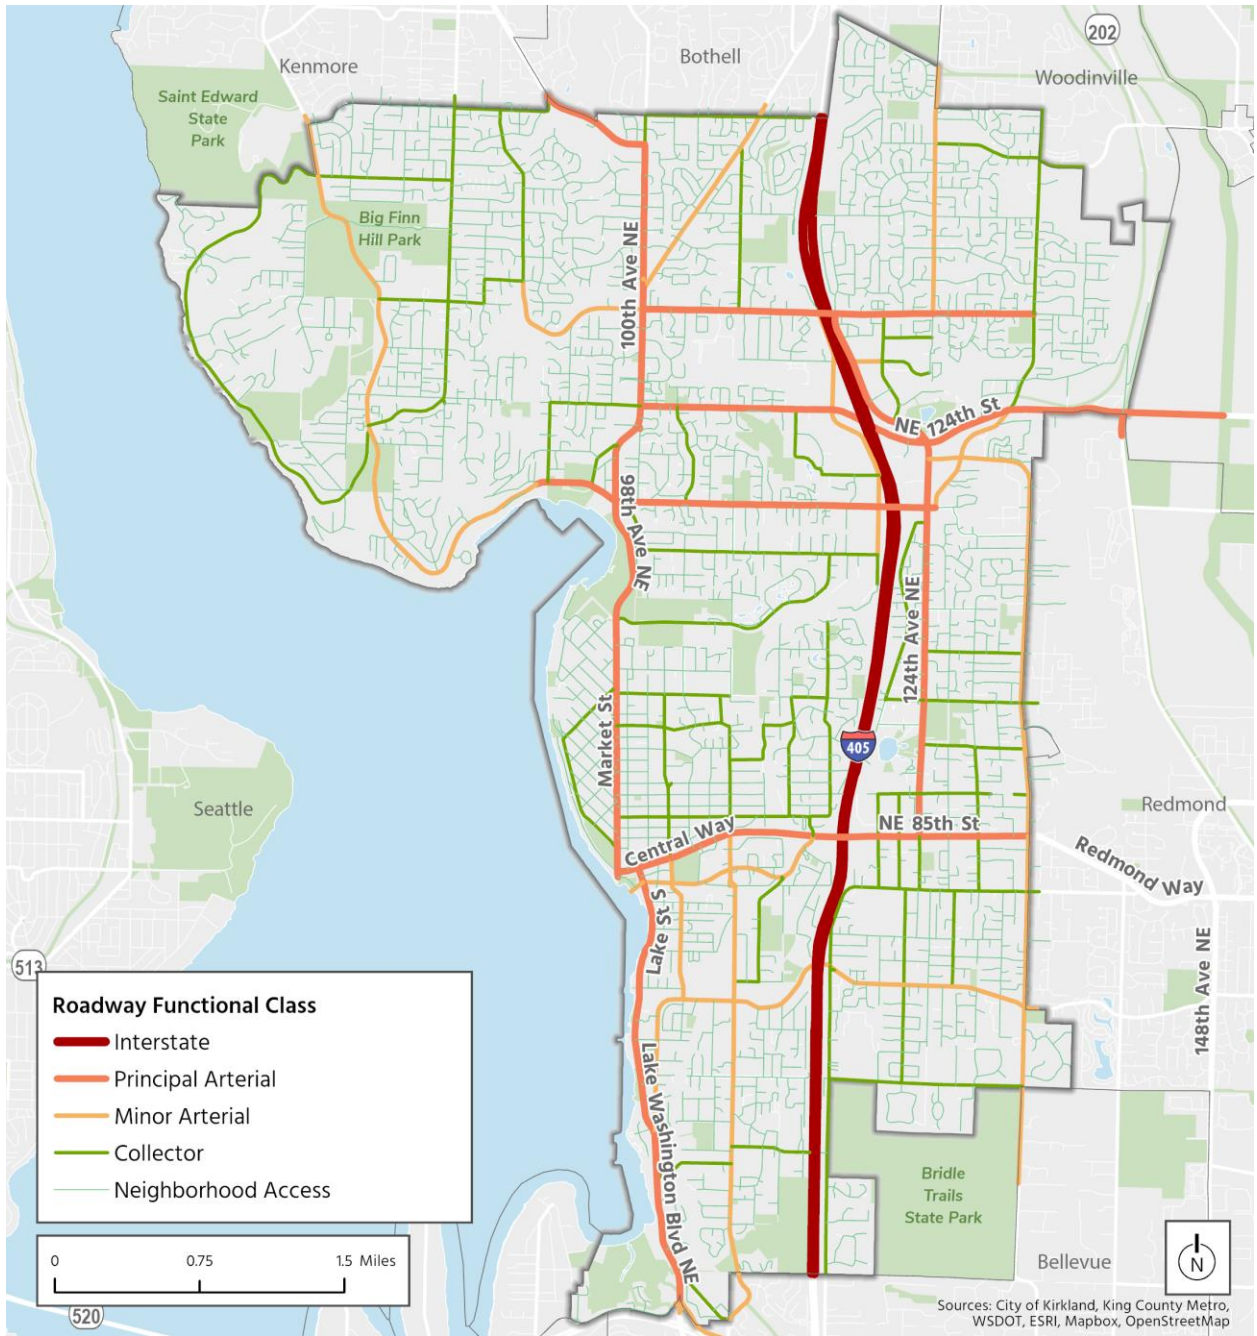 Kenmore
Bothell
202
Woodinville
Saint Edward
State
Park
Big Finn
Hill Park
100th Ave NE
NE 124th St
98th Ave NE
124th Ave NE
Market St
405
Seattle
Central Way
NE 85th St
Redmond
Redmond Way
Lake St S
513
148th Ave NE
Roadway Functional Class
Interstate
Principal Arterial
Minor Arterial
Collector
Neighborhood Access
Lake Washington Blvd NE
Bridle
Trails
State Park
0 0.75 1.5 Miles
Bellevue
N
520
Sources: City of Kirkland, King County Metro,
WSDOT, ESRI, Mapbox, OpenStreetMap